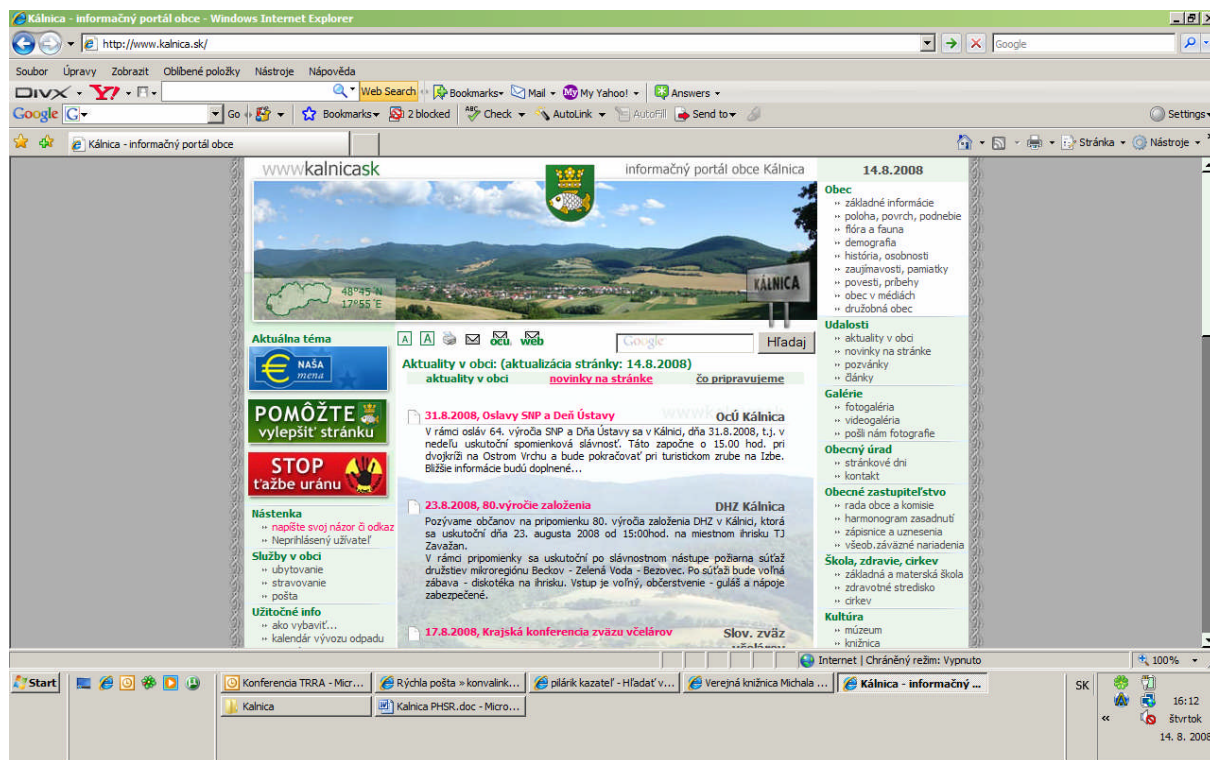 Kálnica - informačný portál obce - Windows Internet Explorer
http://www.kalnica.sk/
Google
Soubor Úpravy Zobrazit Oblíbené položky Nástroje Nápověda
DIVX Y! Web Search Bookmarks Mail My Yahoo! Answers
Google G Go Bookmarks 2 blocked Check AutoLink AutoFill Send to Settings
Kálnica - informačný portál obce
Stránka Nástroje
wwwkalnicask
informačný portál obce Kálnica
KÁLNICA
48°45´N
17°55´E
Aktuálna téma
NAŠA
mena
POMÔŽTE
vylepšiť stránku
STOP
ťažbe uránu
Nástenka
napíšte svoj názor či odkaz
Neprihlásený užívateľ
Služby v obci
ubytovanie
stravovanie
pošta
Užitočné info
ako vybaviť...
kalendár vývozu odpadu
A A ocú web
Google
Hľadaj
Aktuality v obci: (aktualizácia stránky: 14.8.2008)
aktuality v obci novinky na stránke čo pripravujeme
31.8.2008, Oslavy SNP a Deň Ústavy OcÚ Kálnica
V rámci osláv 64. výročia SNP a Dňa Ústavy sa v Kálnici, dňa 31.8.2008, t.j. v
nedeľu uskutoční spomienková slávnosť. Táto započne o 15.00 hod. pri
dvojkríži na Ostrom Vrchu a bude pokračovať pri turistickom zrube na Izbe.
Bližšie informácie budú doplnené...
23.8.2008, 80.výročie založenia DHZ v Kálnica
Pozývame občanov na pripomienku 80. výročia založenia DHZ v Kálnici, ktorá
sa uskutoční dňa 23. augusta 2008 od 15:00hod. na miestnom ihrisku TJ
Zavažan.
V rámci pripomienky sa uskutoční po slávnostnom nástupe požiarna súťaž
družstiev mikroregiónu Beckov - Zelená Voda - Bezovec. Po súťaži bude voľná
zábava - diskotéka na ihrisku. Vstup je voľný, občerstvenie - guláš a nápoje
zabezpečené.
17.8.2008, Krajská konferencia zväzu včelárov Slov. zväz
včelárov
14.8.2008
Obec
základné informácie
poloha, povrch, podnebie
flóra a fauna
demografia
história, osobnosti
zaujímavosti, pamiatky
povesti, príbehy
obec v médiách
družobná obec
Udalosti
aktuality v obci
novinky na stránke
pozvánky
články
Galérie
fotogaléria
videogaléria
pošli nám fotografie
Obecný úrad
stránkové dni
kontakt
Obecné zastupiteľstvo
rada obce a komisie
harmonogram zasadnutí
zápisnice a uznesenia
všeob.záväzné nariadenia
Škola, zdravie, cirkev
základná a materská škola
zdravotné stredisko
cirkev
Kultúra
múzeum
knižnica
Internet | Chráněný režim: Vypnuto 100%
Start
Konferencia TRRA - Micr... Rýchla pošta » konvalink... pilárik kazateľ - Hľadať v... Verejná knižnica Michala ... Kálnica - informačný ...
Kalnica Kalnica PHSR.doc - Micro...
SK
16:12
štvrtok
14. 8. 2008